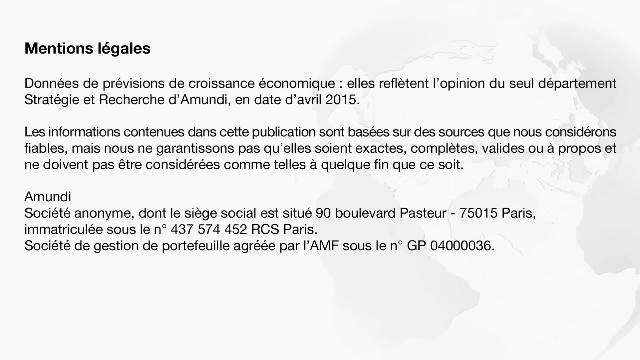 Mentions légales
Données de prévisions de croissance économique : elles reflètent l'opinion du seul département
Stratégie et Recherche d'Amundi, en date d'avril 2015.
Les informations contenues dans cette publication sont basées sur des sources que nous considérons
fiables, mais nous ne garantissons pas qu'elles soient exactes, complètes, valides ou à propos et
ne doivent pas être considérées comme telles à quelque fin que ce soit.
Amundi
Société anonyme, dont le siège social est situé 90 boulevard Pasteur - 75015 Paris,
immatriculée sous le n° 437 574 452 RCS Paris.
Société de gestion de portefeuille agréée par l'AMF sous le n° GP 04000036.